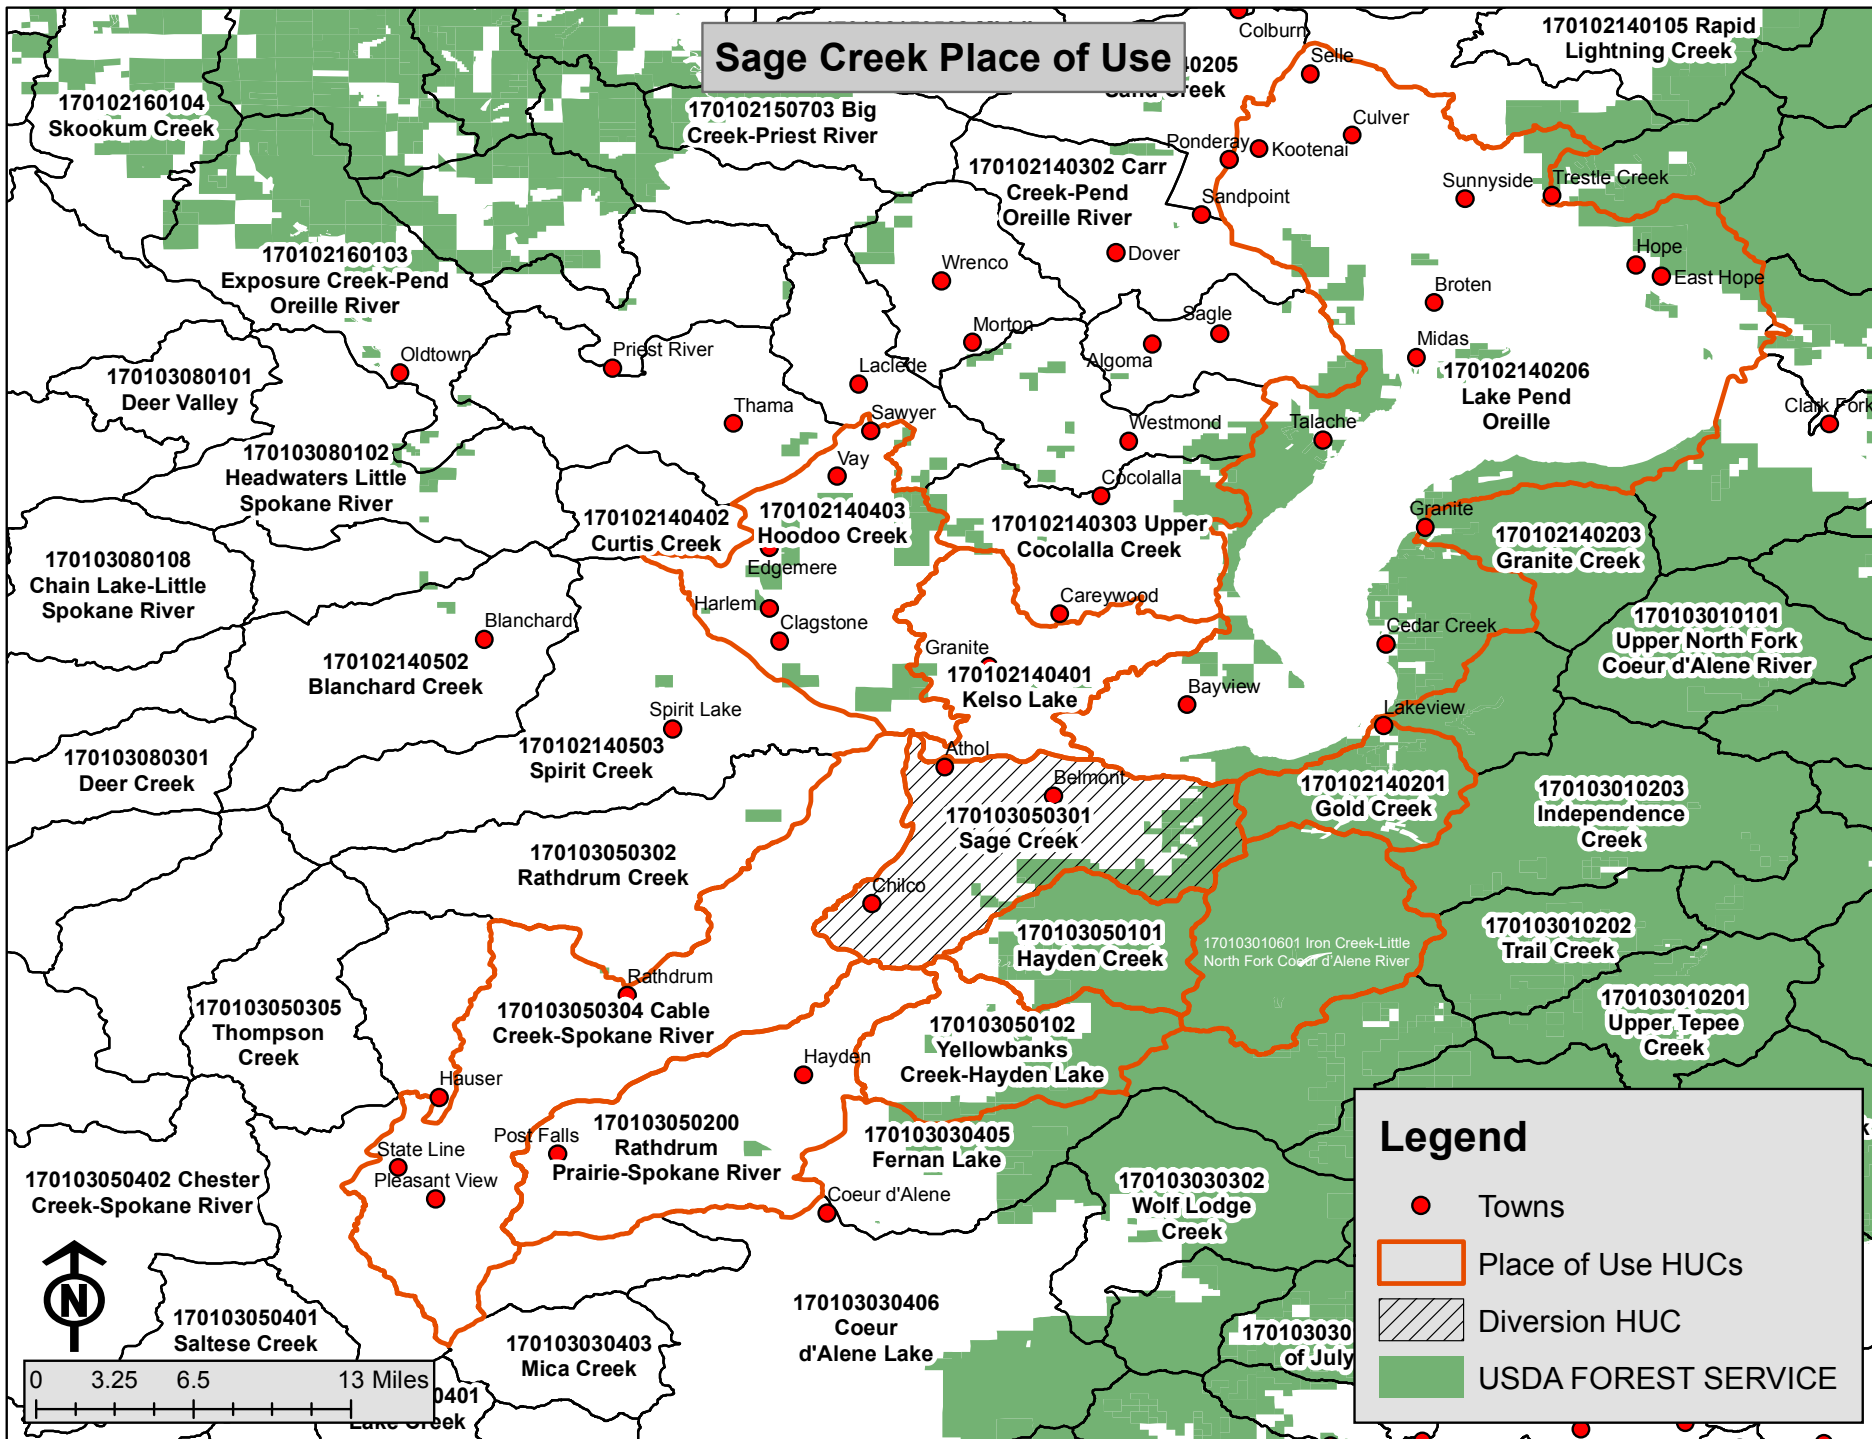 Sage Creek Place of Use
Colburn
Selle
170102140105 Rapid
Lightning Creek
170102160104
Skookum Creek
170102150703 Big
Creek-Priest River
0205
Sand Creek
Culver
Ponderay
Kootenai
170102140302 Carr
Creek-Pend
Oreille River
Sunnyside
Trestle Creek
Sandpoint
170102160103
Exposure Creek-Pend
Oreille River
Dover
Hope
East Hope
Wrenco
Broten
Morton
Sagle
Algoma
Midas
Oldtown
Priest River
170103080101
Deer Valley
Laclede
170102140206
Lake Pend
Oreille
Thama
Sawyer
Westmond
Talache
Clark Fork
170103080102
Headwaters Little
Spokane River
Vay
Cocolalla
170102140402
Curtis Creek
170102140403
Hoodoo Creek
170102140303 Upper
Cocolalla Creek
Granite
170102140203
Granite Creek
170103080108
Chain Lake-Little
Spokane River
Edgemere
Harlem
Clagstone
Careywood
Cedar Creek
170103010101
Upper North Fork
Coeur d'Alene River
Blanchard
170102140502
Blanchard Creek
Granite
170102140401
Kelso Lake
Bayview
Lakeview
Spirit Lake
170102140503
Spirit Creek
170103080301
Deer Creek
Athol
Belmont
170102140201
Gold Creek
170103010203
Independence
Creek
170103050301
Sage Creek
170103050302
Rathdrum Creek
Chilco
170103050101
Hayden Creek
170103010601 Iron Creek-Little
North Fork Coeur d'Alene River
170103010202
Trail Creek
Rathdrum
170103050304 Cable
Creek-Spokane River
170103050305
Thompson
Creek
170103050102
Yellowbanks
Creek-Hayden Lake
170103010201
Upper Tepee
Creek
Hayden
Hauser
Post Falls
170103050200
Rathdrum
Prairie-Spokane River
170103030405
Fernan Lake
State Line
Pleasant View
170103050402 Chester
Creek-Spokane River
Coeur d'Alene
170103030302
Wolf Lodge
Creek
170103030406
Coeur
d'Alene Lake
170103050401
Saltese Creek
170103030403
Mica Creek
170103030
of July
0401
Lake Creek
N
0 3.25 6.5 13 Miles
Legend
Towns
Place of Use HUCs
Diversion HUC
USDA FOREST SERVICE